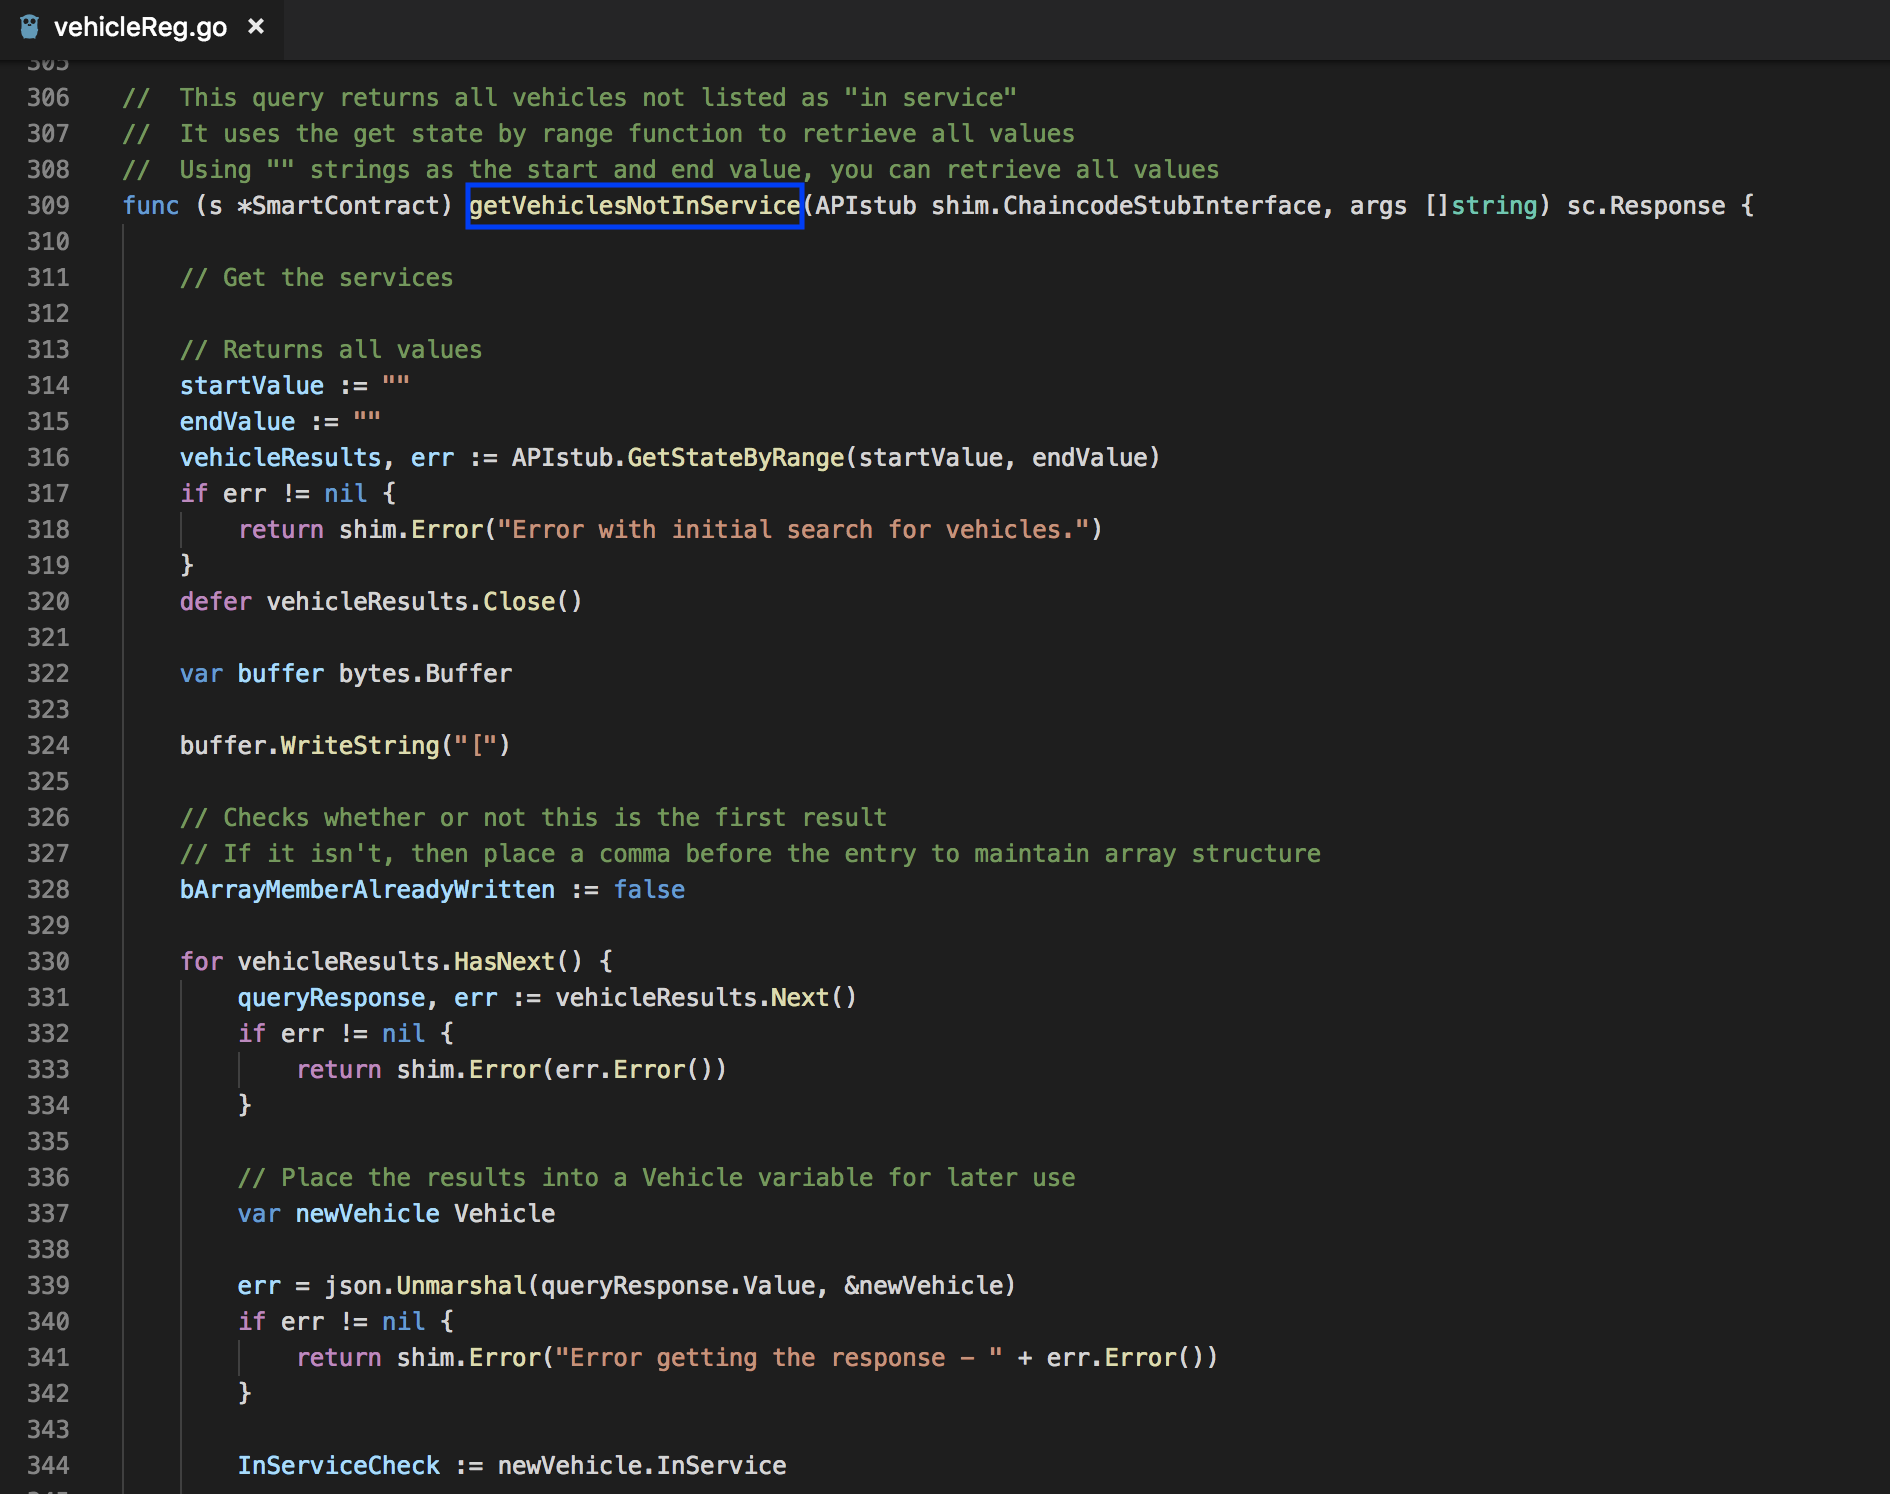 vehicleReg.go ×
305
306 //  This query returns all vehicles not listed as "in service"
307 //  It uses the get state by range function to retrieve all values
308 //  Using "" strings as the start and end value, you can retrieve all values
309 func (s *SmartContract) getVehiclesNotInService(APIstub shim.ChaincodeStubInterface, args []string) sc.Response {
310
311     // Get the services
312
313     // Returns all values
314     startValue := ""
315     endValue := ""
316     vehicleResults, err := APIstub.GetStateByRange(startValue, endValue)
317     if err != nil {
318         return shim.Error("Error with initial search for vehicles.")
319     }
320     defer vehicleResults.Close()
321
322     var buffer bytes.Buffer
323
324     buffer.WriteString("[")
325
326     // Checks whether or not this is the first result
327     // If it isn't, then place a comma before the entry to maintain array structure
328     bArrayMemberAlreadyWritten := false
329
330     for vehicleResults.HasNext() {
331         queryResponse, err := vehicleResults.Next()
332         if err != nil {
333             return shim.Error(err.Error())
334         }
335
336         // Place the results into a Vehicle variable for later use
337         var newVehicle Vehicle
338
339         err = json.Unmarshal(queryResponse.Value, &newVehicle)
340         if err != nil {
341             return shim.Error("Error getting the response - " + err.Error())
342         }
343
344         InServiceCheck := newVehicle.InService